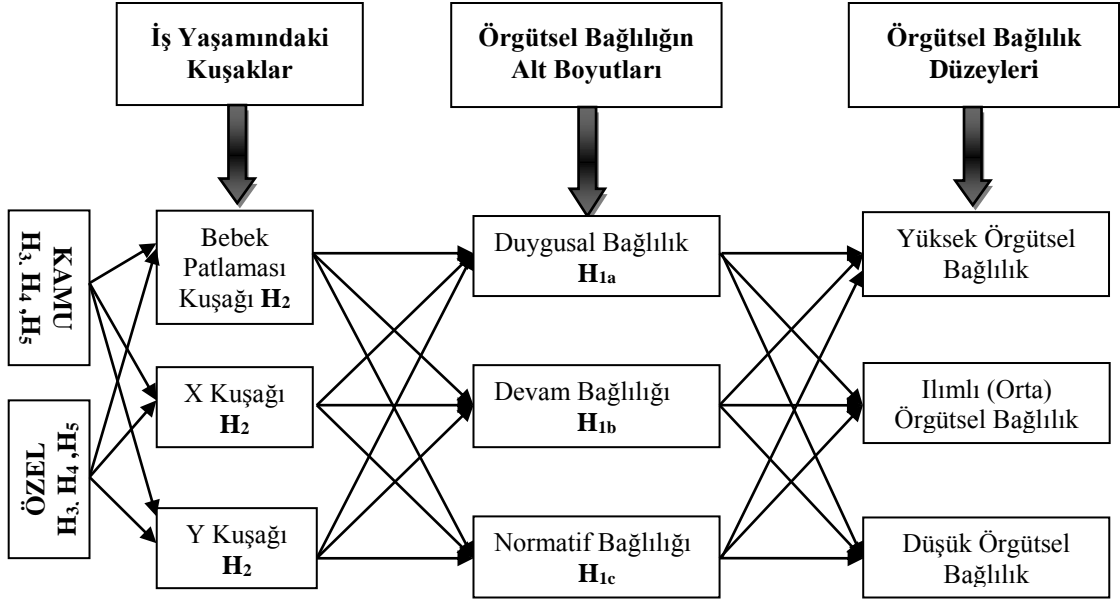 İş Yaşamındaki
Kuşaklar
Örgütsel Bağlılığın
Alt Boyutları
Örgütsel Bağlılık
Düzeyleri
KAMU
H3, H4 ,H5
ÖZEL
H3, H4 ,H5
Bebek
Patlaması
Kuşağı H2
X Kuşağı
H2
Y Kuşağı
H2
Duygusal Bağlılık
H1a
Devam Bağlılığı
H1b
Normatif Bağlılığı
H1c
Yüksek Örgütsel
Bağlılık
Ilımlı (Orta)
Örgütsel Bağlılık
Düşük Örgütsel
Bağlılık